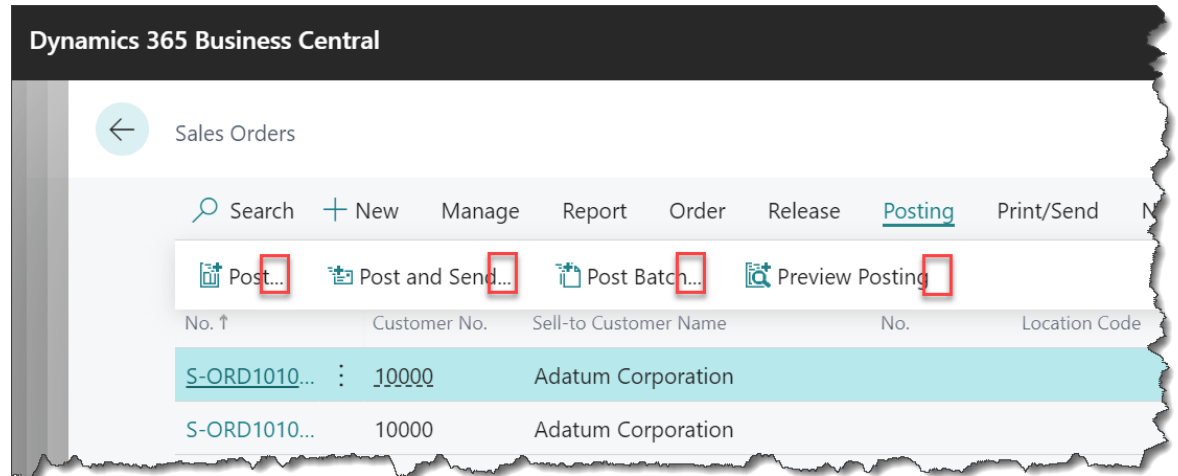 Dynamics 365 Business Central
Sales Orders
Search New Manage Report Order Release Posting Print/Send
Post... Post and Send... Post Batch... Preview Posting
No. ↑ Customer No. Sell-to Customer Name No. Location Code
S-ORD1010... 10000 Adatum Corporation
S-ORD1010... 10000 Adatum Corporation